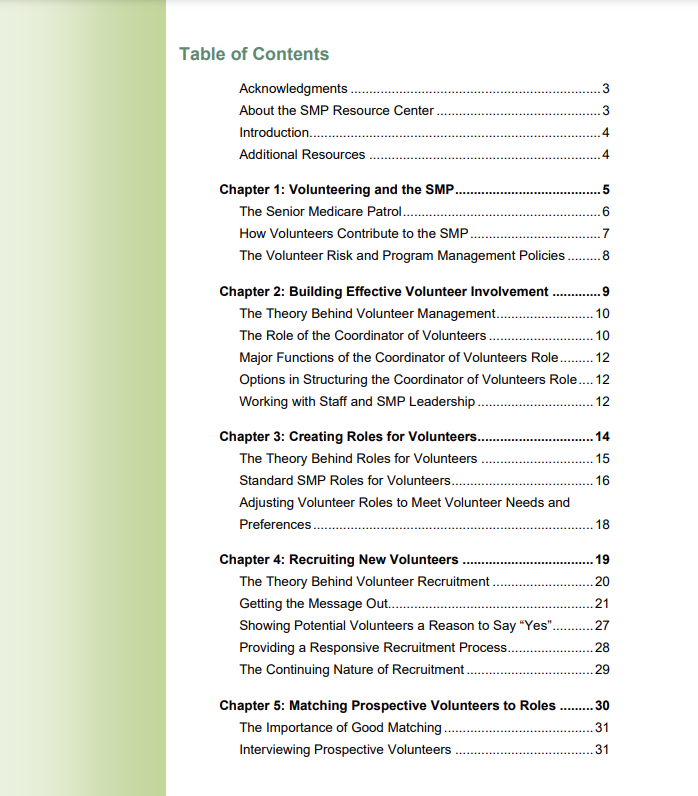 Table of Contents
Acknowledgments ..................................................................3
About the SMP Resource Center ...........................................3
Introduction............................................................................4
Additional Resources .............................................................4
Chapter 1: Volunteering and the SMP......................................5
The Senior Medicare Patrol....................................................6
How Volunteers Contribute to the SMP..................................7
The Volunteer Risk and Program Management Policies .........8
Chapter 2: Building Effective Volunteer Involvement .............9
The Theory Behind Volunteer Management.........................10
The Role of the Coordinator of Volunteers ...........................10
Major Functions of the Coordinator of Volunteers Role.........12
Options in Structuring the Coordinator of Volunteers Role....12
Working with Staff and SMP Leadership ..............................12
Chapter 3: Creating Roles for Volunteers..............................14
The Theory Behind Roles for Volunteers .............................15
Standard SMP Roles for Volunteers.....................................16
Adjusting Volunteer Roles to Meet Volunteer Needs and
Preferences..........................................................................18
Chapter 4: Recruiting New Volunteers ..................................19
The Theory Behind Volunteer Recruitment ..........................20
Getting the Message Out......................................................21
Showing Potential Volunteers a Reason to Say “Yes”...........27
Providing a Responsive Recruitment Process......................28
The Continuing Nature of Recruitment .................................29
Chapter 5: Matching Prospective Volunteers to Roles .........30
The Importance of Good Matching.......................................31
Interviewing Prospective Volunteers ....................................31